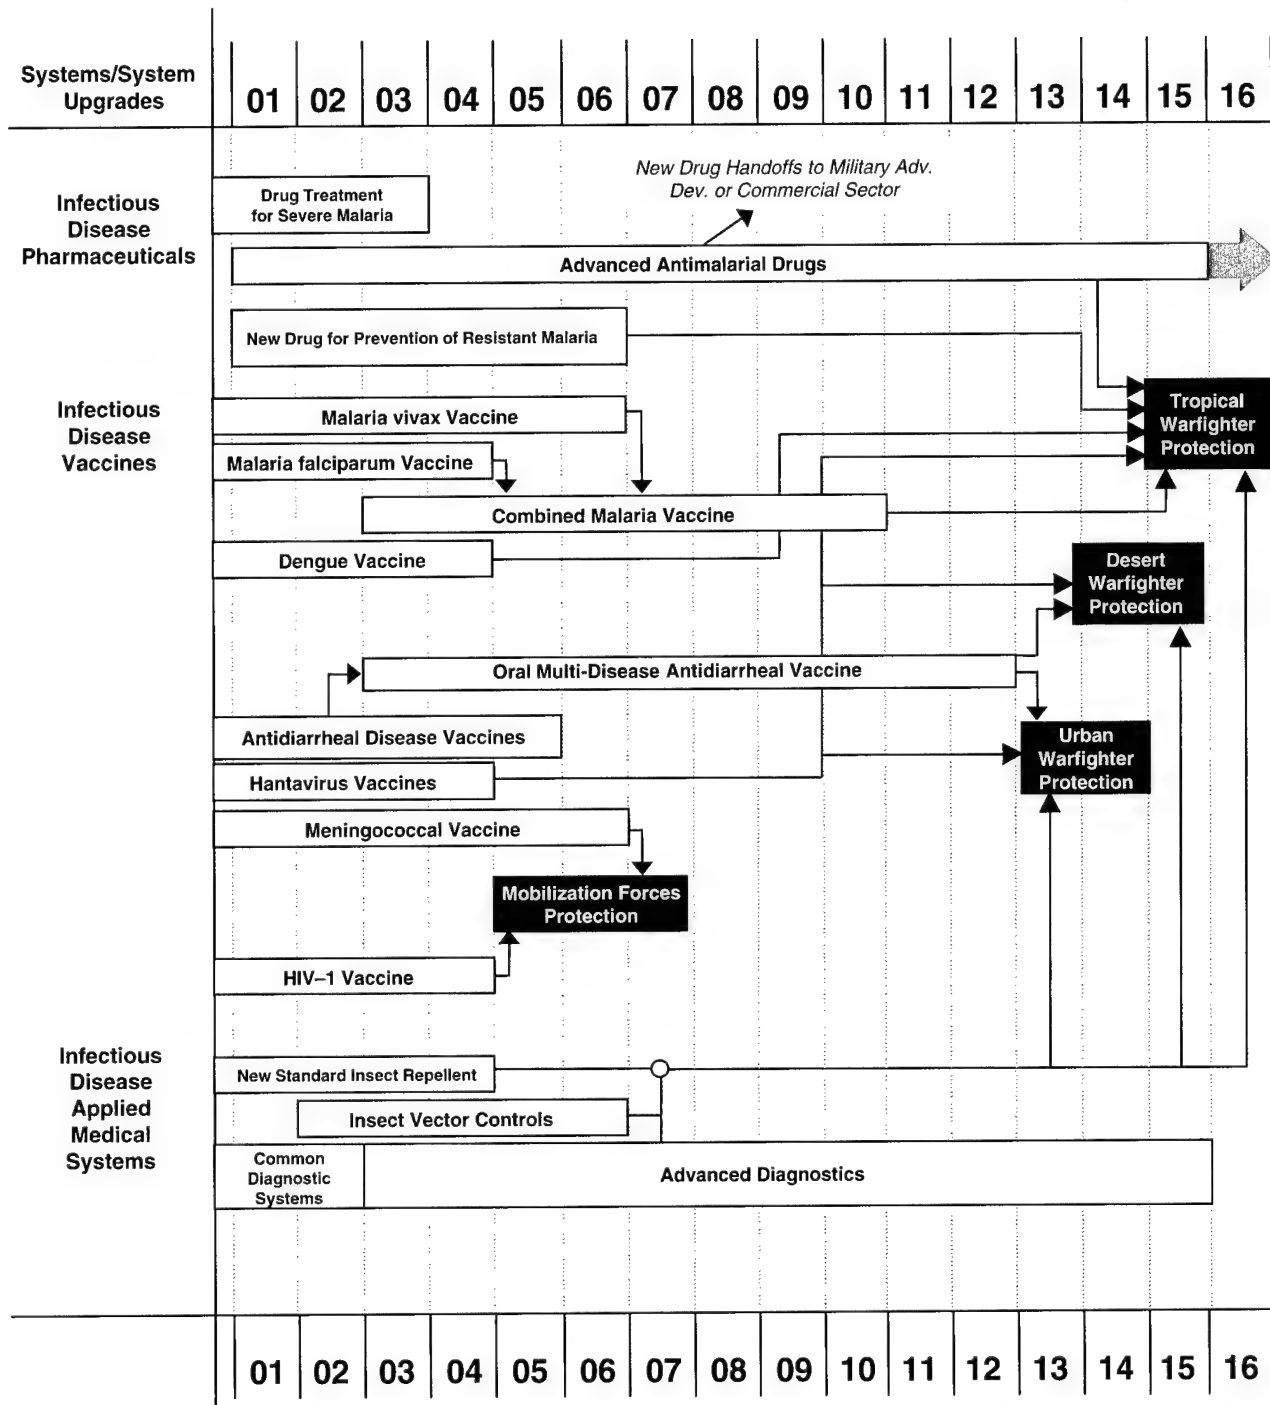 Systems/System
Upgrades
01 02 03 04 05 06 07 08 09 10 11 12 13 14 15 16
New Drug Handoffs to Military Adv.
Dev. or Commercial Sector
Infectious
Disease
Pharmaceuticals
Drug Treatment
for Severe Malaria
Advanced Antimalarial Drugs
New Drug for Prevention of Resistant Malaria
Infectious
Disease
Vaccines
Malaria vivax Vaccine
Malaria falciparum Vaccine
Combined Malaria Vaccine
Dengue Vaccine
Tropical
Warfighter
Protection
Desert
Warfighter
Protection
Oral Multi-Disease Antidiarrheal Vaccine
Antidiarrheal Disease Vaccines
Hantavirus Vaccines
Urban
Warfighter
Protection
Meningococcal Vaccine
Mobilization Forces
Protection
HIV–1 Vaccine
Infectious
Disease
Applied
Medical
Systems
New Standard Insect Repellent
Insect Vector Controls
Common
Diagnostic
Systems
Advanced Diagnostics
01 02 03 04 05 06 07 08 09 10 11 12 13 14 15 16